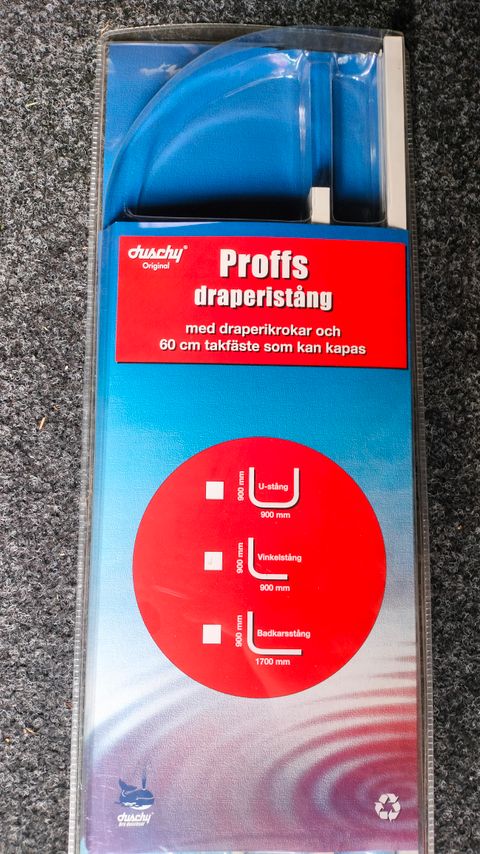 duschy
Original
Proffs
draperistång
med draperikrokar och
60 cm takfäste som kan kapas
900 mm
U-stång
900 mm
900 mm
Vinkelstång
900 mm
900 mm
Badkarsstång
1700 mm
duschy